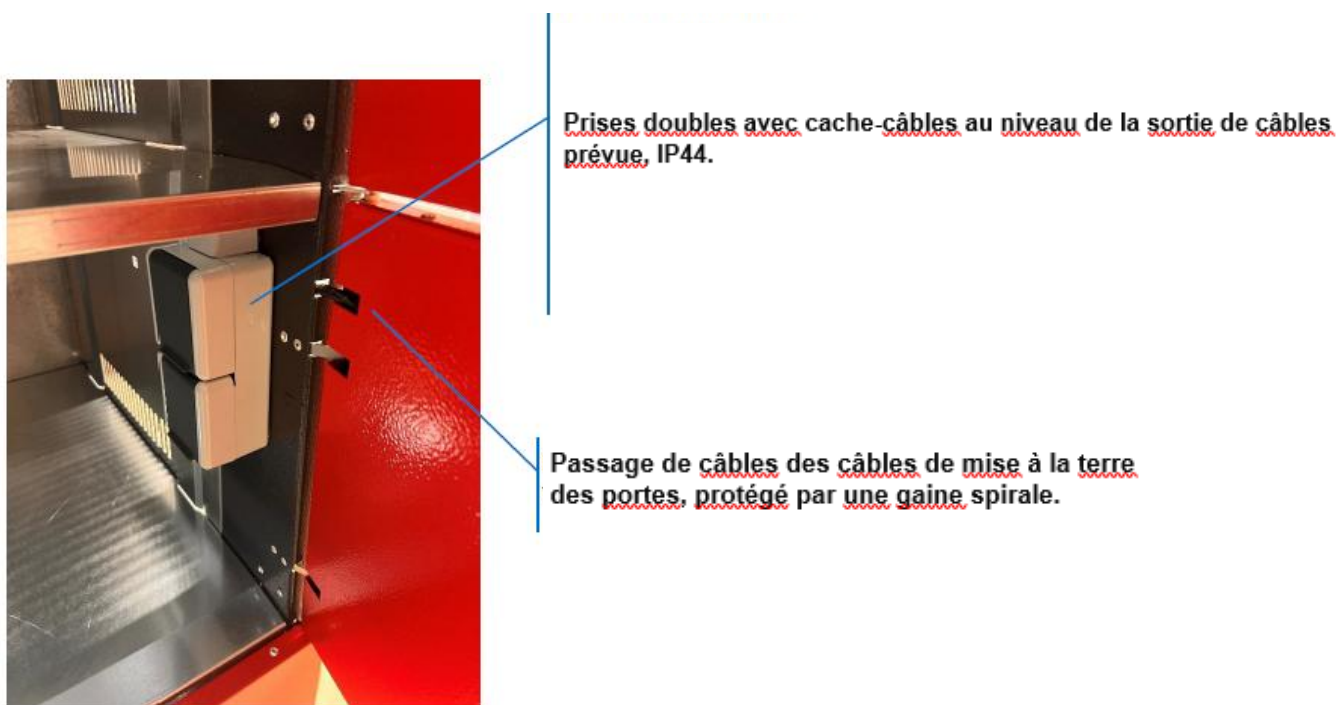 Prises doubles avec cache-câbles au niveau de la sortie de câbles
prévue, IP44.
Passage de câbles des câbles de mise à la terre
des portes, protégé par une gaine spirale.